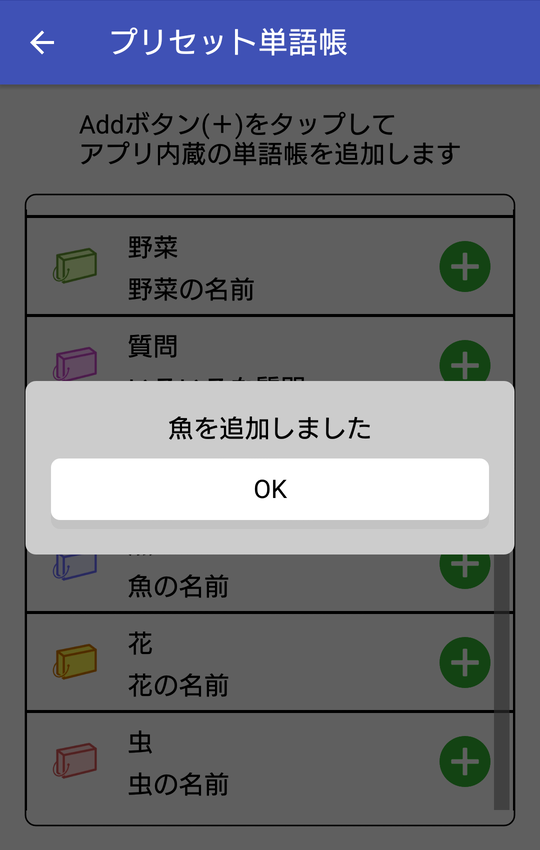 プリセット単語帳
Addボタン(＋)をタップして
アプリ内蔵の単語帳を追加します
野菜
野菜の名前
質問
魚を追加しました
OK
魚の名前
花
花の名前
虫
虫の名前